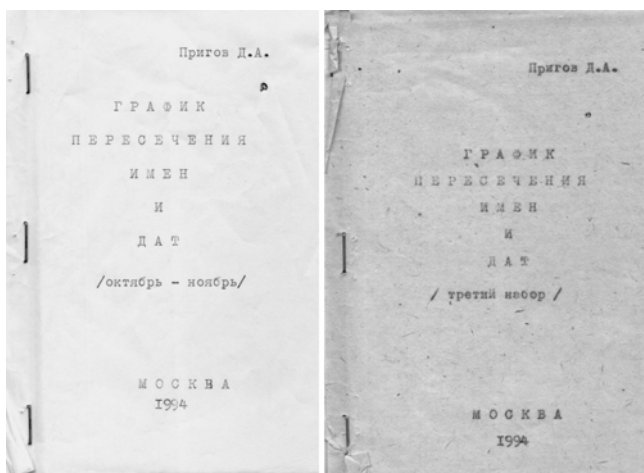 Пригов Д.А.
ГРАФИК
ПЕРЕСЕЧЕНИЯ
ИМЕН
И
ДАТ
/октябрь - ноябрь/
МОСКВА
1994
Пригов Д.А.
ГРАФИК
ПЕРЕСЕЧЕНИЯ
ИМЕН
И
ДАТ
/ третий набор /
МОСКВА
1994